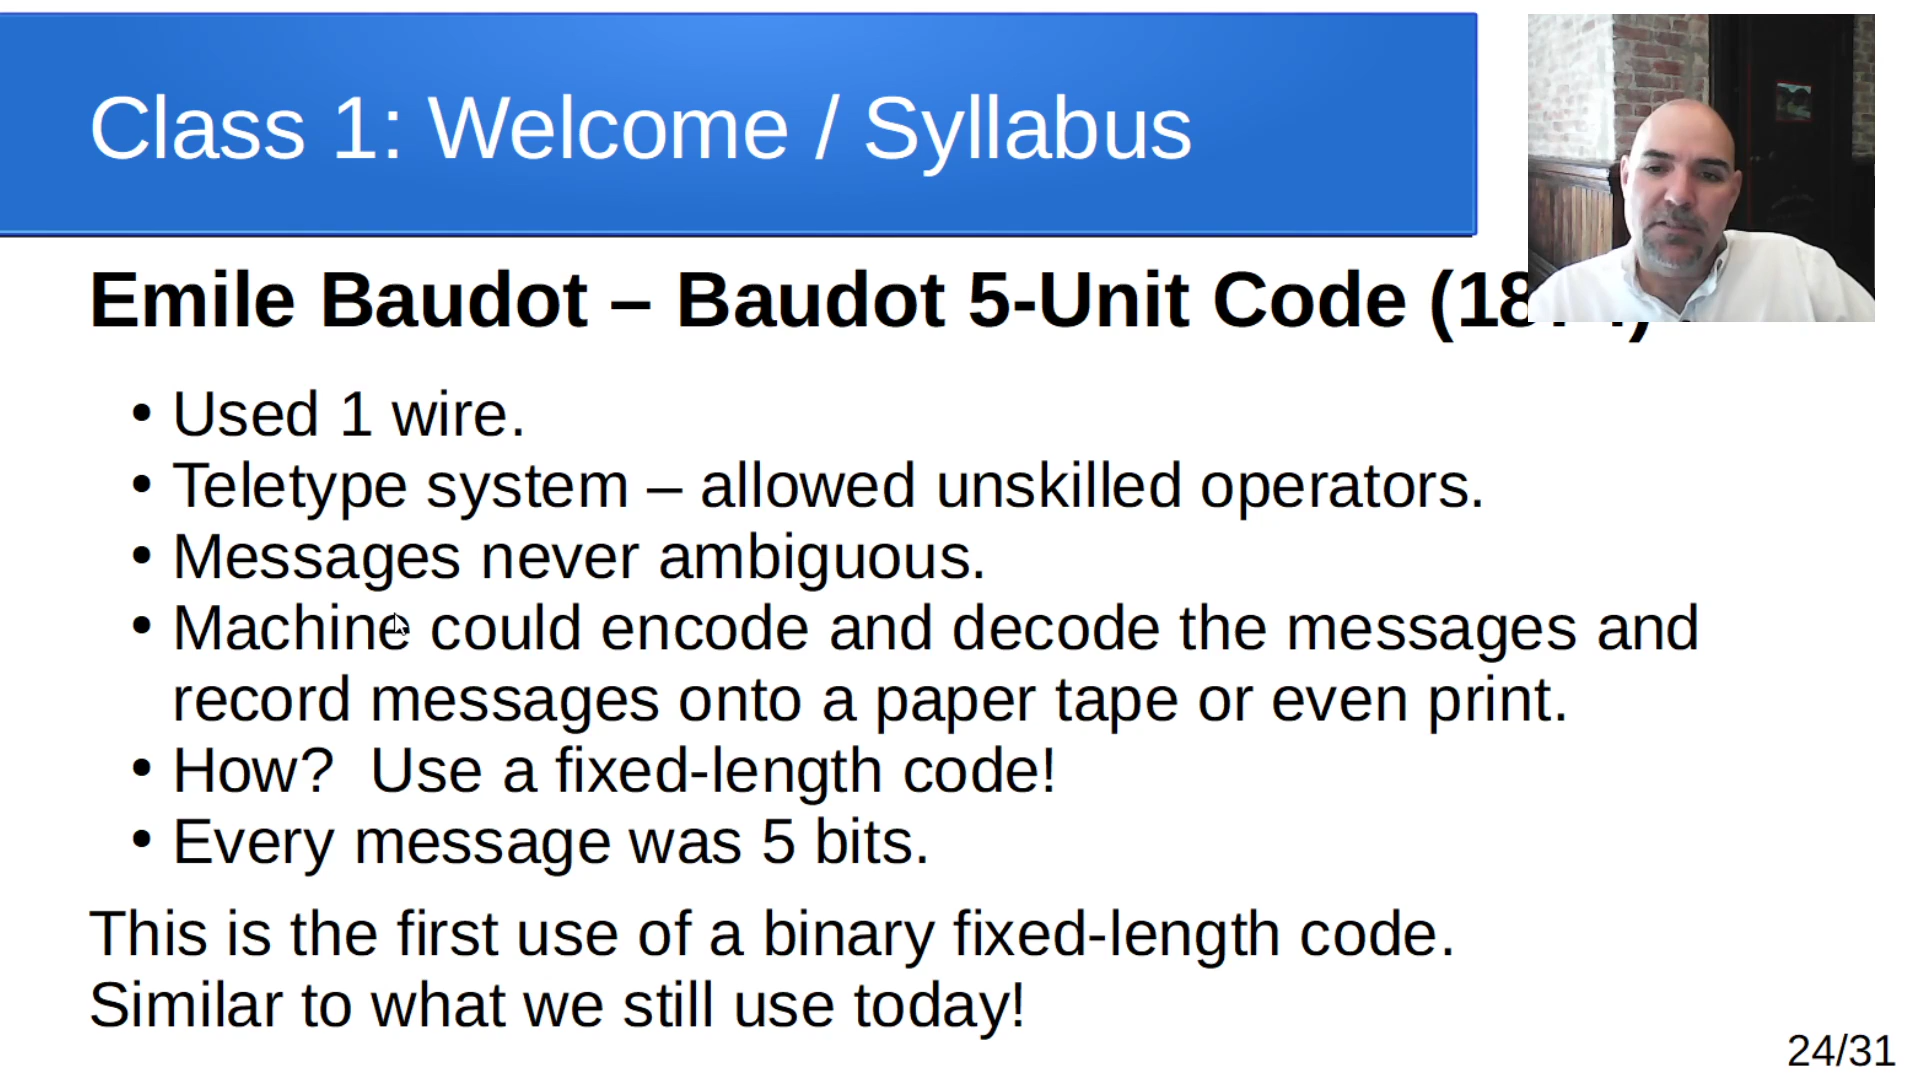 Class 1: Welcome / Syllabus
Emile Baudot – Baudot 5-Unit Code
• Used 1 wire.
• Teletype system – allowed unskilled operators.
• Messages never ambiguous.
• Machine could encode and decode the messages and
record messages onto a paper tape or even print.
• How?  Use a fixed-length code!
• Every message was 5 bits.
This is the first use of a binary fixed-length code.
Similar to what we still use today!
24/31